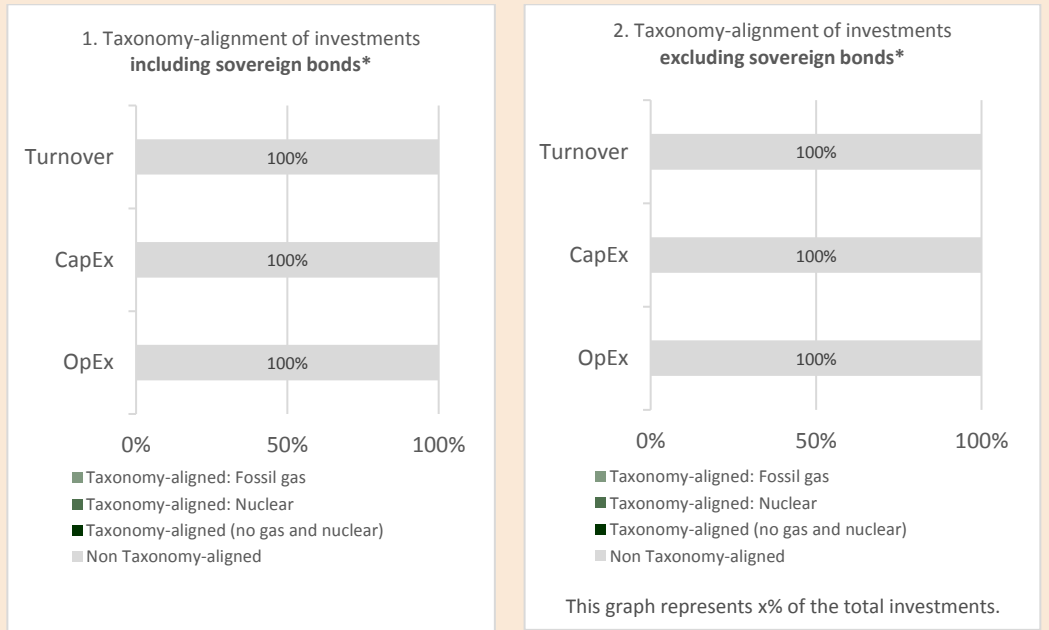 1. Taxonomy-alignment of investments
including sovereign bonds*
Turnover
100%
CapEx
100%
OpEx
100%
0%
50%
100%
Taxonomy-aligned: Fossil gas
Taxonomy-aligned: Nuclear
Taxonomy-aligned (no gas and nuclear)
Non Taxonomy-aligned
2. Taxonomy-alignment of investments
excluding sovereign bonds*
Turnover
100%
CapEx
100%
OpEx
100%
0%
50%
100%
Taxonomy-aligned: Fossil gas
Taxonomy-aligned: Nuclear
Taxonomy-aligned (no gas and nuclear)
Non Taxonomy-aligned
This graph represents x% of the total investments.